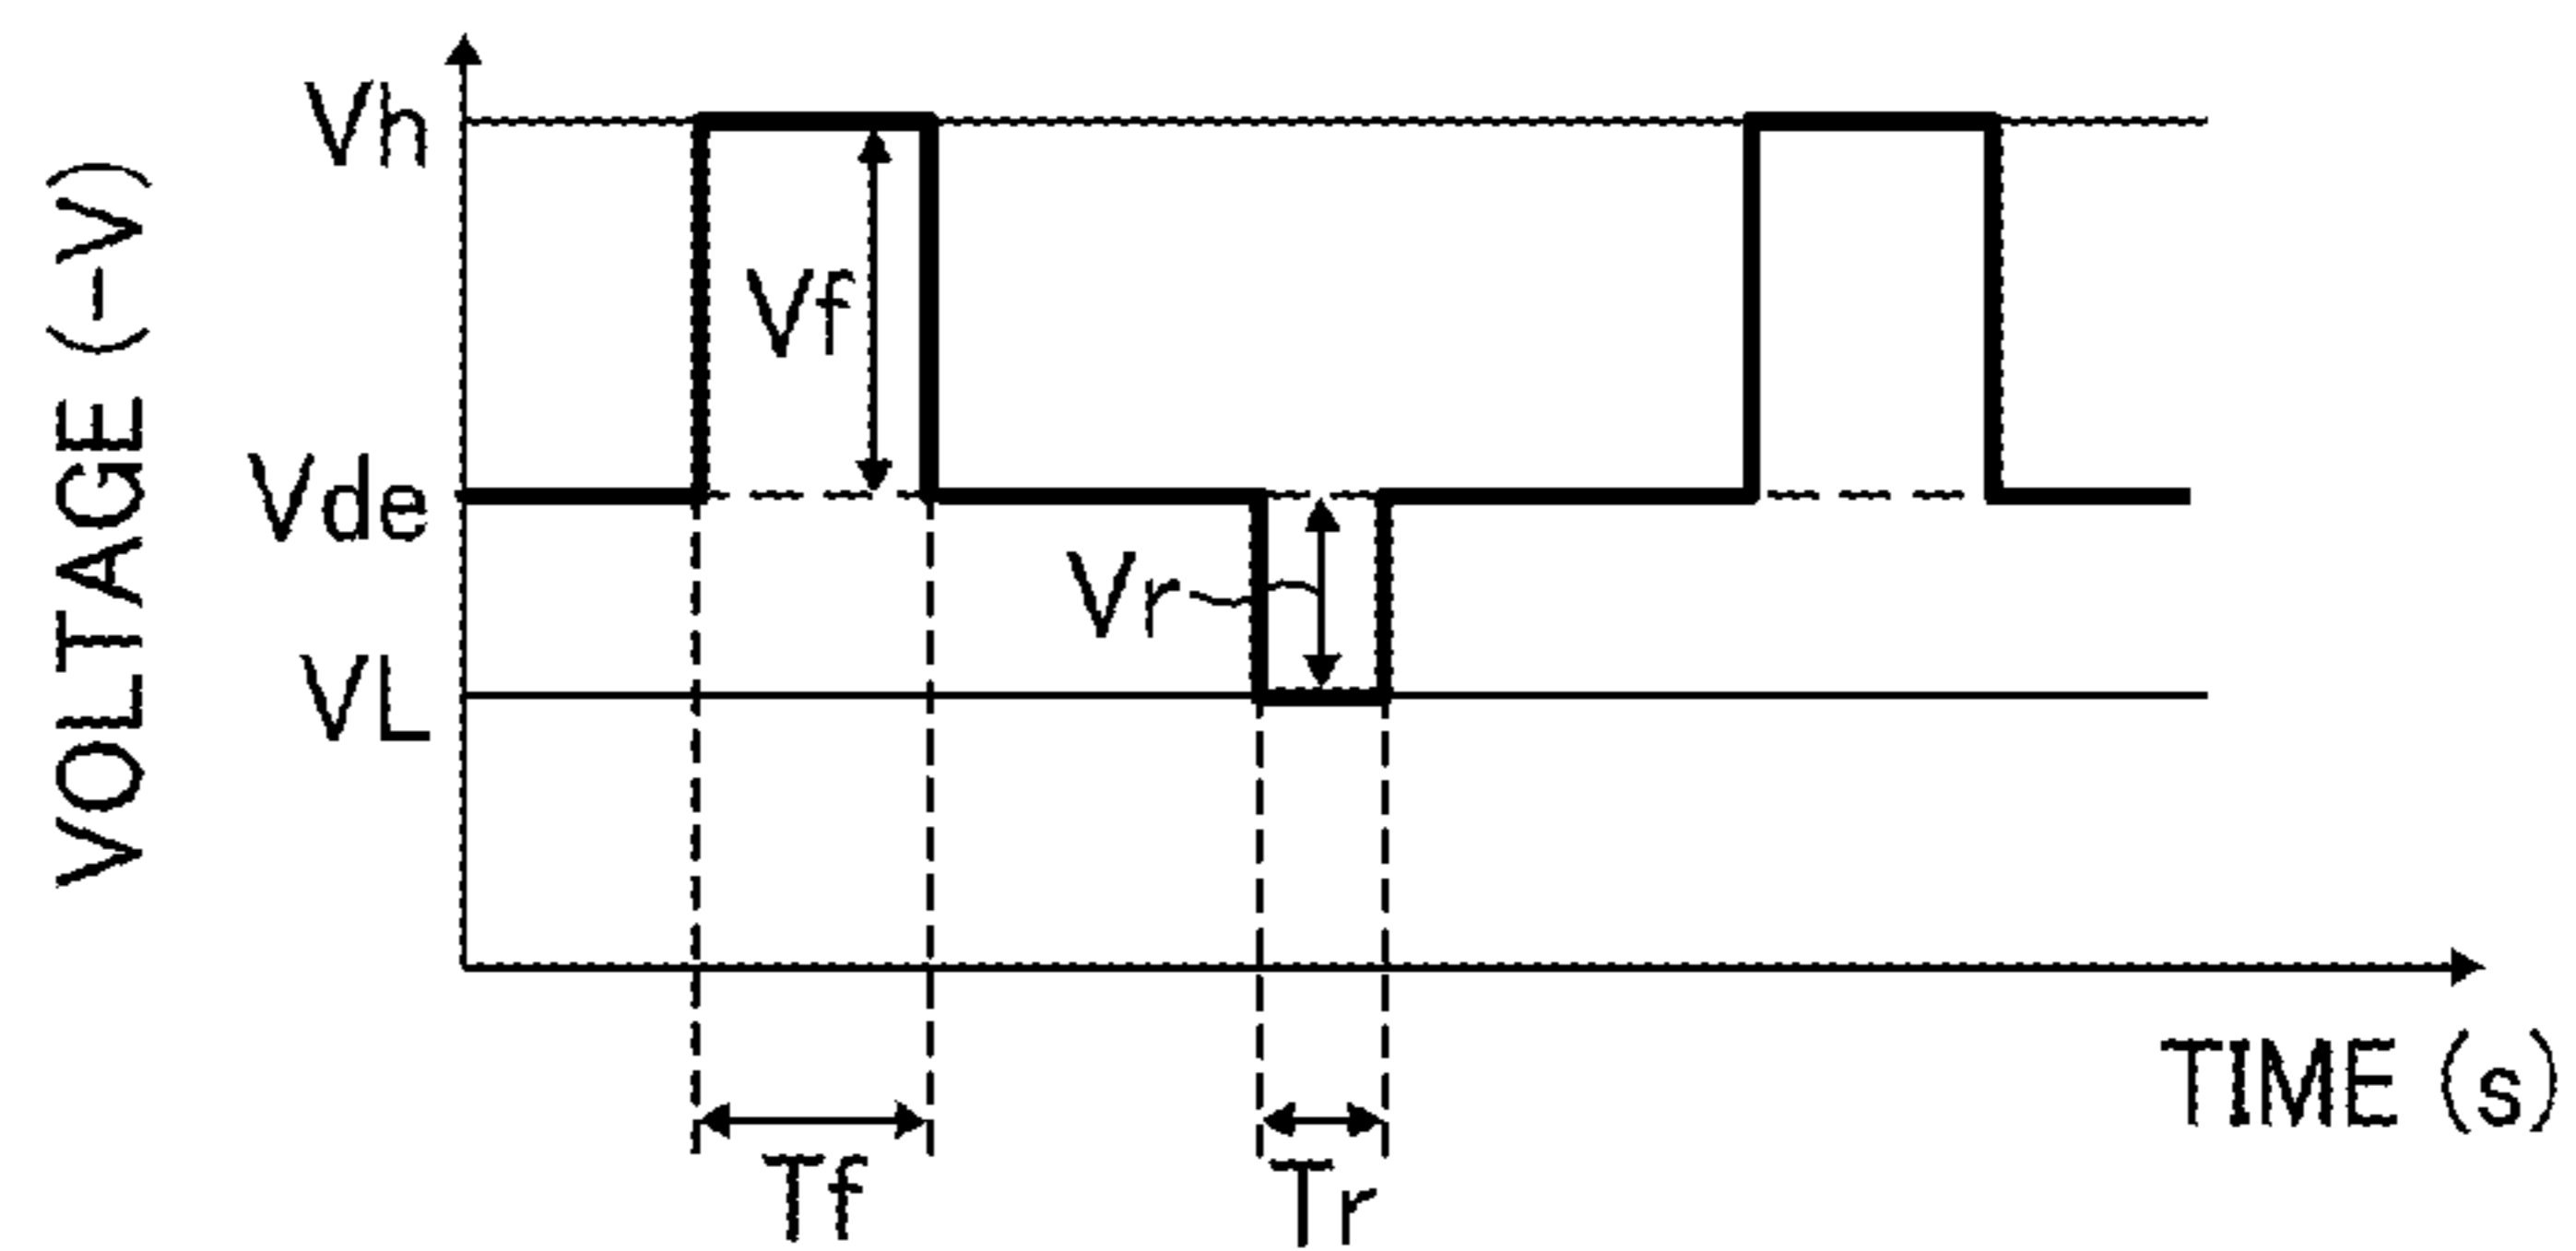 VOLTAGE (-V)
Vh
Vf
Vde
Vr
VL
TIME (s)
Tf
Tr